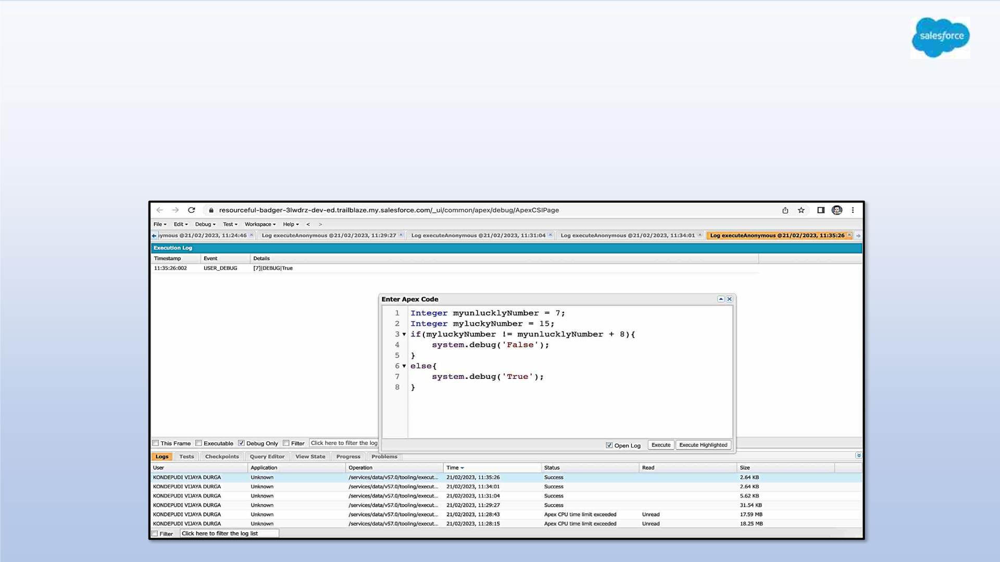 salesforce
resourceful-badger-3lwdrz-dev-ed.trailblaze.my.salesforce.com/_ui/common/apex/debug/ApexCSIPage
File Edit Debug Test Workspace Help < >
ymous @21/02/2023, 11:24:46 Log executeAnonymous @21/02/2023, 11:29:27 Log executeAnonymous @21/02/2023, 11:31:04 Log executeAnonymous @21/02/2023, 11:34:01 Log executeAnonymous @21/02/2023, 11:35:26
Execution Log
Timestamp Event Details
11:35:26:002 USER_DEBUG [7]|DEBUG|True
Enter Apex Code
1 Integer myunlucklyNumber = 7;
2 Integer myluckyNumber = 15;
3 if(myluckyNumber != myunlucklyNumber + 8){
4 system.debug('False');
5 }
6 else{
7 system.debug('True');
8 }
Open Log Execute Execute Highlighted
This Frame Executable Debug Only Filter Click here to filter the log
Logs Tests Checkpoints Query Editor View State Progress Problems
User Application Operation Time Status Read Size
KONDEPUDI VIJAYA DURGA Unknown /services/data/v57.0/tooling/execut... 21/02/2023, 11:35:26 Success 2.64 KB
KONDEPUDI VIJAYA DURGA Unknown /services/data/v57.0/tooling/execut... 21/02/2023, 11:34:01 Success 2.64 KB
KONDEPUDI VIJAYA DURGA Unknown /services/data/v57.0/tooling/execut... 21/02/2023, 11:31:04 Success 5.62 KB
KONDEPUDI VIJAYA DURGA Unknown /services/data/v57.0/tooling/execut... 21/02/2023, 11:29:27 Success 31.54 KB
KONDEPUDI VIJAYA DURGA Unknown /services/data/v57.0/tooling/execut... 21/02/2023, 11:28:43 Apex CPU time limit exceeded Unread 17.59 MB
KONDEPUDI VIJAYA DURGA Unknown /services/data/v57.0/tooling/execut... 21/02/2023, 11:28:15 Apex CPU time limit exceeded Unread 18.25 MB
Filter Click here to filter the log list